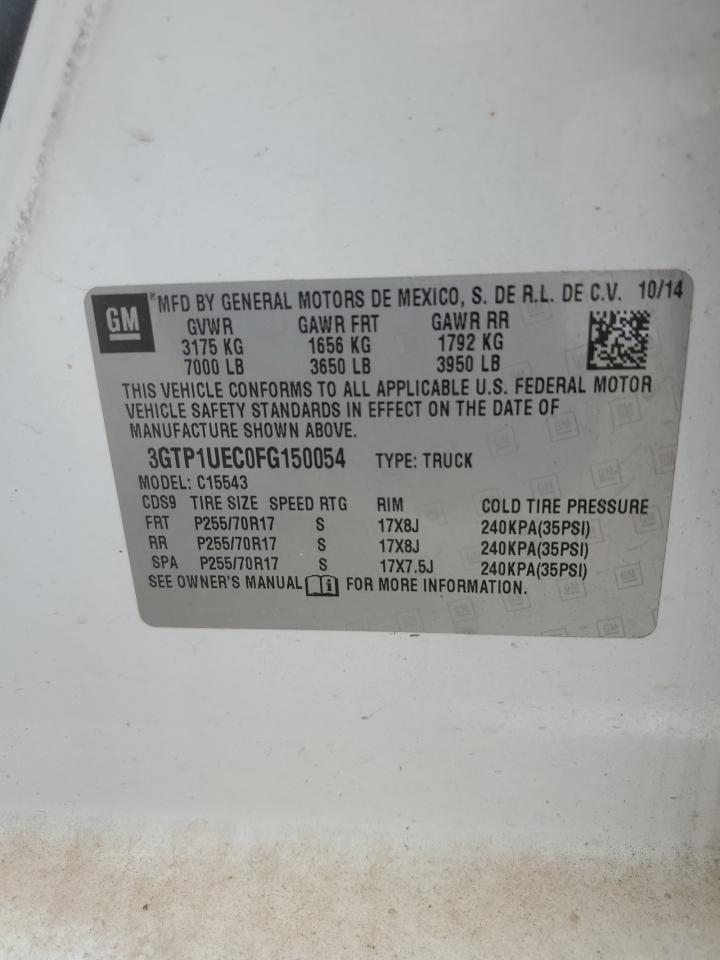 GM
MFD BY GENERAL MOTORS DE MEXICO, S. DE R.L. DE C.V. 10/14
GVWR GAWR FRT GAWR RR
3175 KG 1656 KG 1792 KG
7000 LB 3650 LB 3950 LB
THIS VEHICLE CONFORMS TO ALL APPLICABLE U.S. FEDERAL MOTOR
VEHICLE SAFETY STANDARDS IN EFFECT ON THE DATE OF
MANUFACTURE SHOWN ABOVE.
3GTP1UEC0FG150054 TYPE: TRUCK
MODEL: C15543
CDS9 TIRE SIZE SPEED RTG RIM COLD TIRE PRESSURE
FRT P255/70R17 S 17X8J 240KPA(35PSI)
RR P255/70R17 S 17X8J 240KPA(35PSI)
SPA P255/70R17 S 17X7.5J 240KPA(35PSI)
SEE OWNER'S MANUAL FOR MORE INFORMATION.